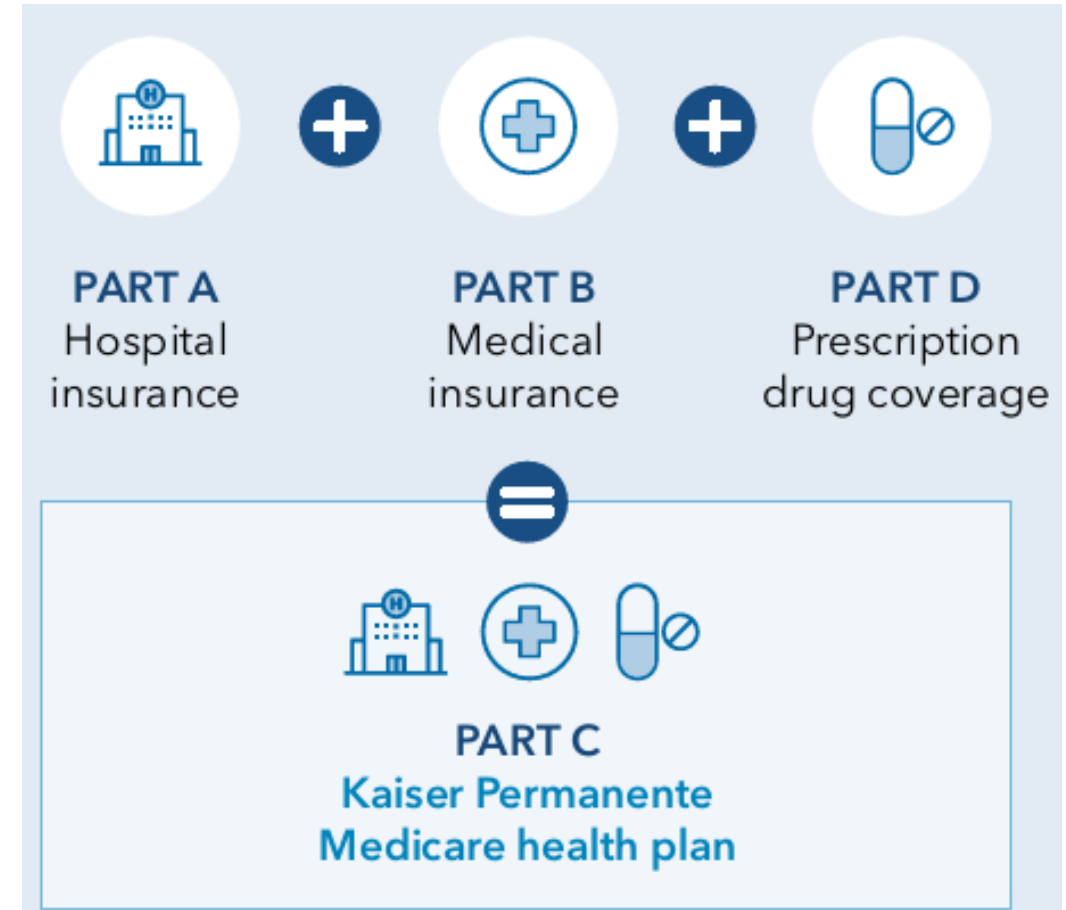 H
PART A
Hospital
insurance
PART B
Medical
insurance
PART D
Prescription
drug coverage
H
PART C
Kaiser Permanente
Medicare health plan